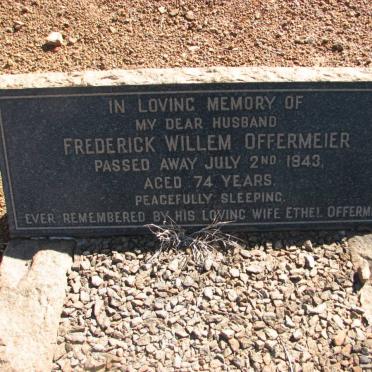 IN LOVING MEMORY OF
MY DEAR HUSBAND
FREDERICK WILLEM OFFERMEIER
PASSED AWAY JULY 2ND 1943,
AGED 74 YEARS.
PEACEFULLY SLEEPING.
EVER REMEMBERED BY HIS LOVING WIFE ETHEL OFFERM